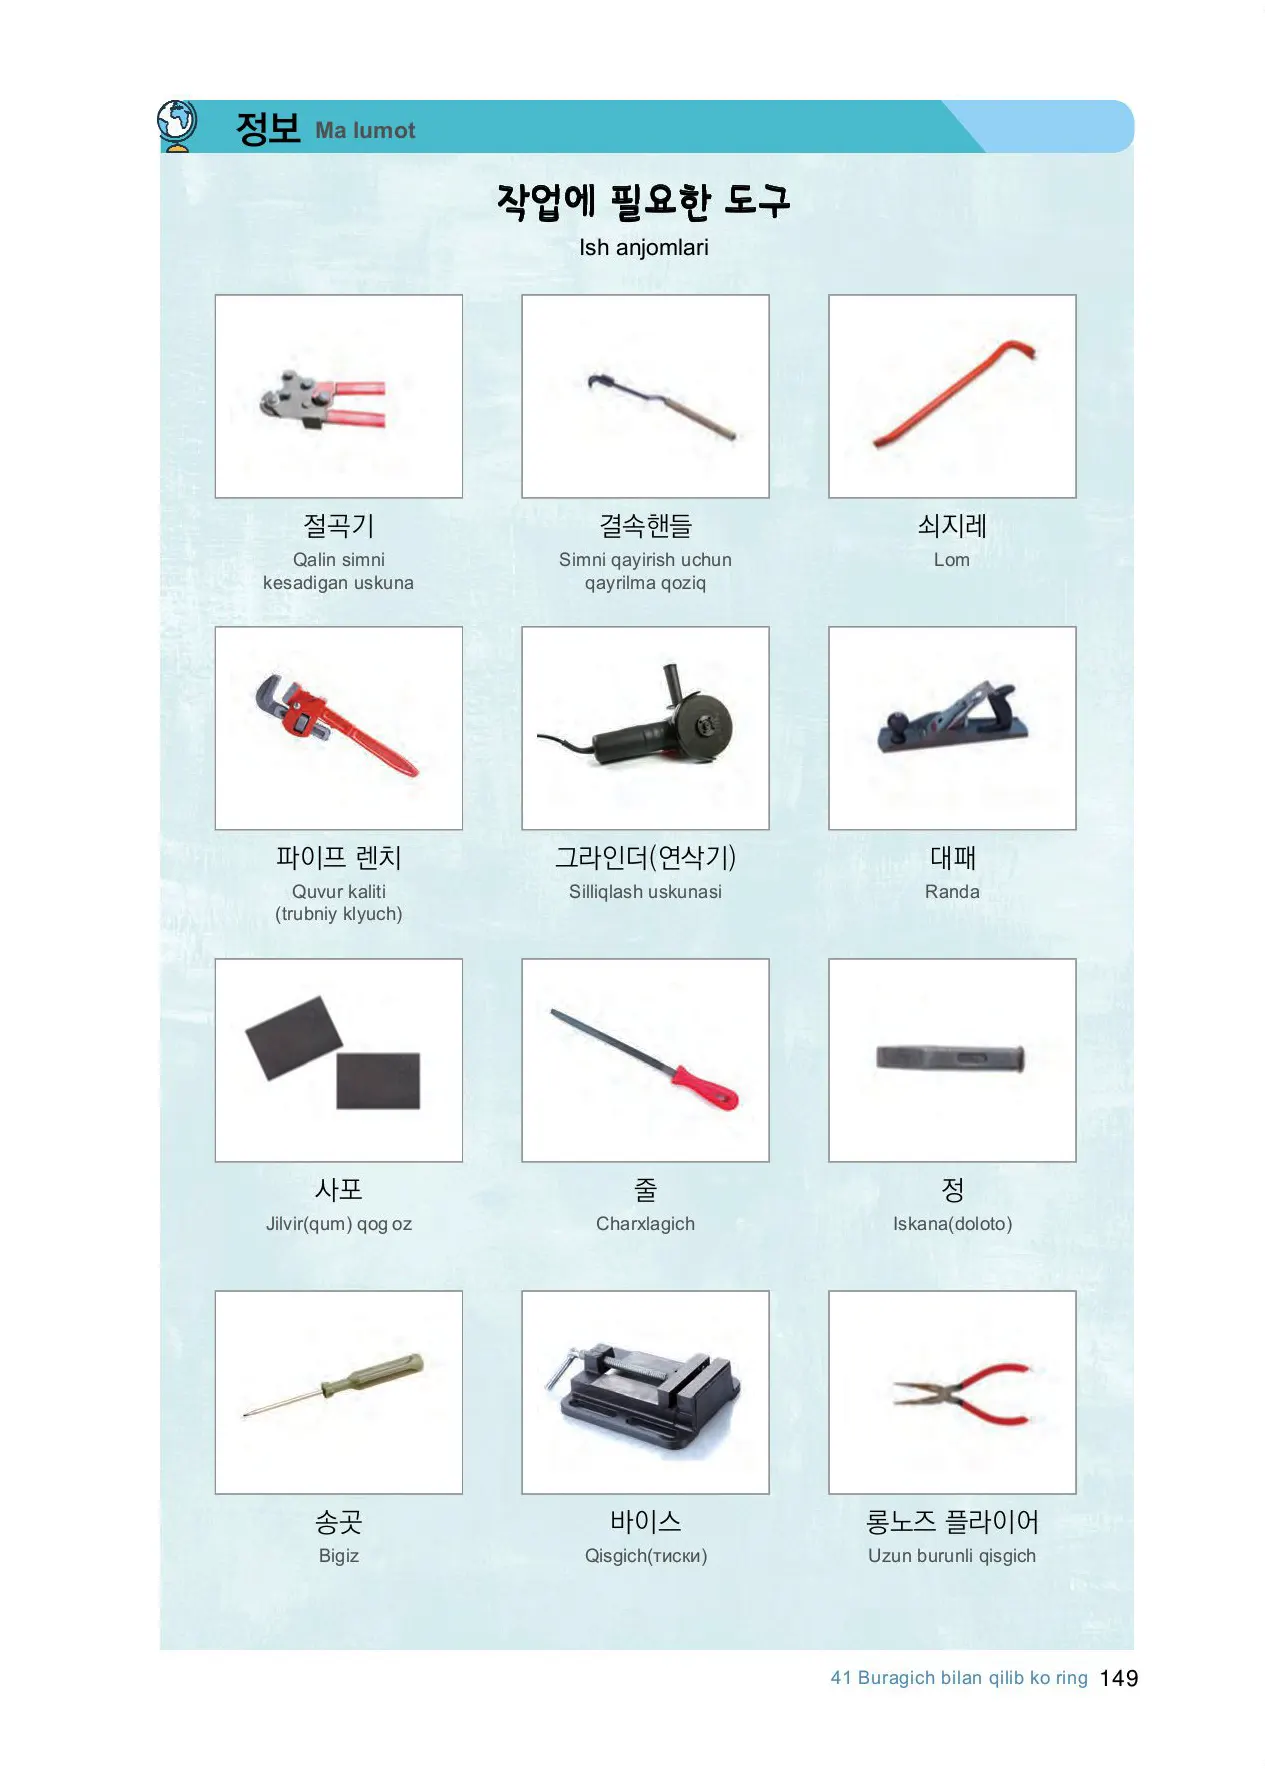 정보 Ma lumot
작업에 필요한 도구
Ish anjomlari
절곡기 결속핸들 쇠지레
Qalin simni Simni qayirish uchun Lom
kesadigan uskuna qayrilma qoziq
파이프 렌치 그라인더(연삭기) 대패
Quvur kaliti Silliqlash uskunasi Randa
(trubniy klyuch)
사포 줄 정
Jilvir(qum) qog oz Charxlagich Iskana(doloto)
송곳 바이스 롱노즈 플라이어
Bigiz Qisgich(тиски) Uzun burunli qisgich
41 Buragich bilan qilib ko ring 149